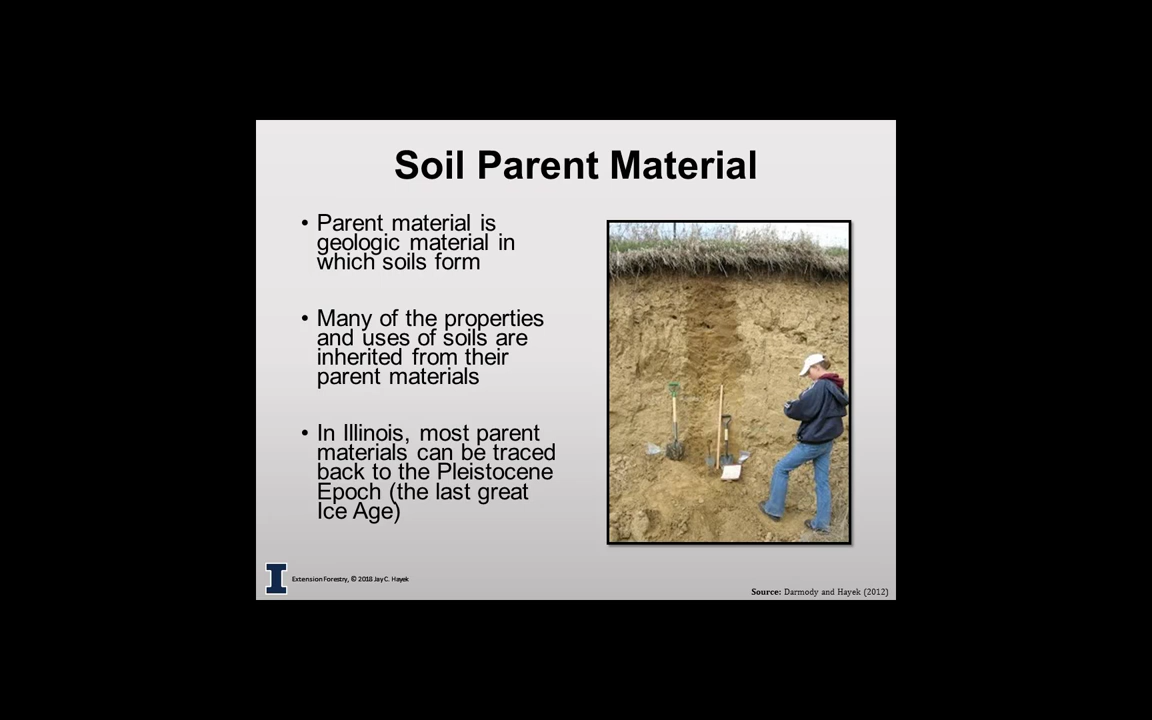 Soil Parent Material
• Parent material is
geologic material in
which soils form
• Many of the properties
and uses of soils are
inherited from their
parent materials
• In Illinois, most parent
materials can be traced
back to the Pleistocene
Epoch (the last great
Ice Age)
I
Extension Forestry, © 2018 Jay C. Hayek
Source: Darmody and Hayek (2012)